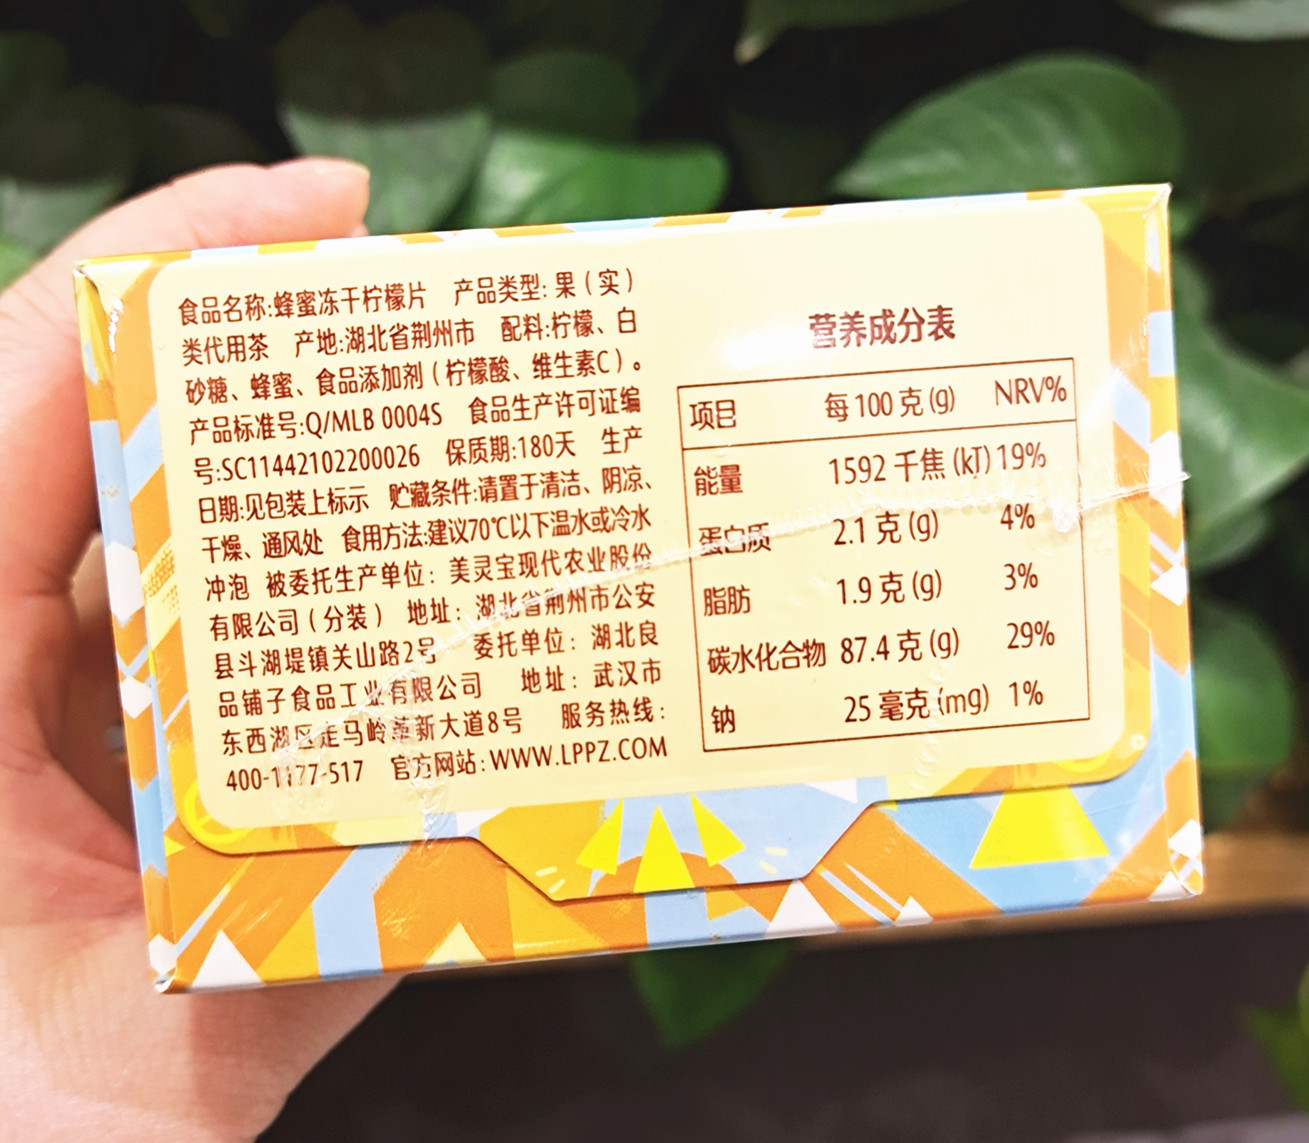 食品名称:蜂蜜冻干柠檬片 产品类型:果(实)
类代用茶 产地:湖北省荆州市 配料:柠檬、白
砂糖、蜂蜜、食品添加剂(柠檬酸、维生素C)。
产品标准号:Q/MLB 0004S 食品生产许可证编
号:SC11442102200026 保质期:180天 生产
日期:见包装上标示 贮藏条件:请置于清洁、阴凉、
干燥、通风处 食用方法:建议70℃以下温水或冷水
冲泡 被委托生产单位:美灵宝现代农业股份
有限公司(分装) 地址:湖北省荆州市公安
县斗湖堤镇关山路2号 委托单位:湖北良
品铺子食品工业有限公司 地址:武汉市
东西湖区走马岭革新大道8号 服务热线:
400-1177-517 官方网站:WWW.LPPZ.COM
营养成分表
项目 每100克(g) NRV%
能量 1592千焦(kJ) 19%
蛋白质 2.1克(g) 4%
脂肪 1.9克(g) 3%
碳水化合物 87.4克(g) 29%
钠 25毫克(mg) 1%